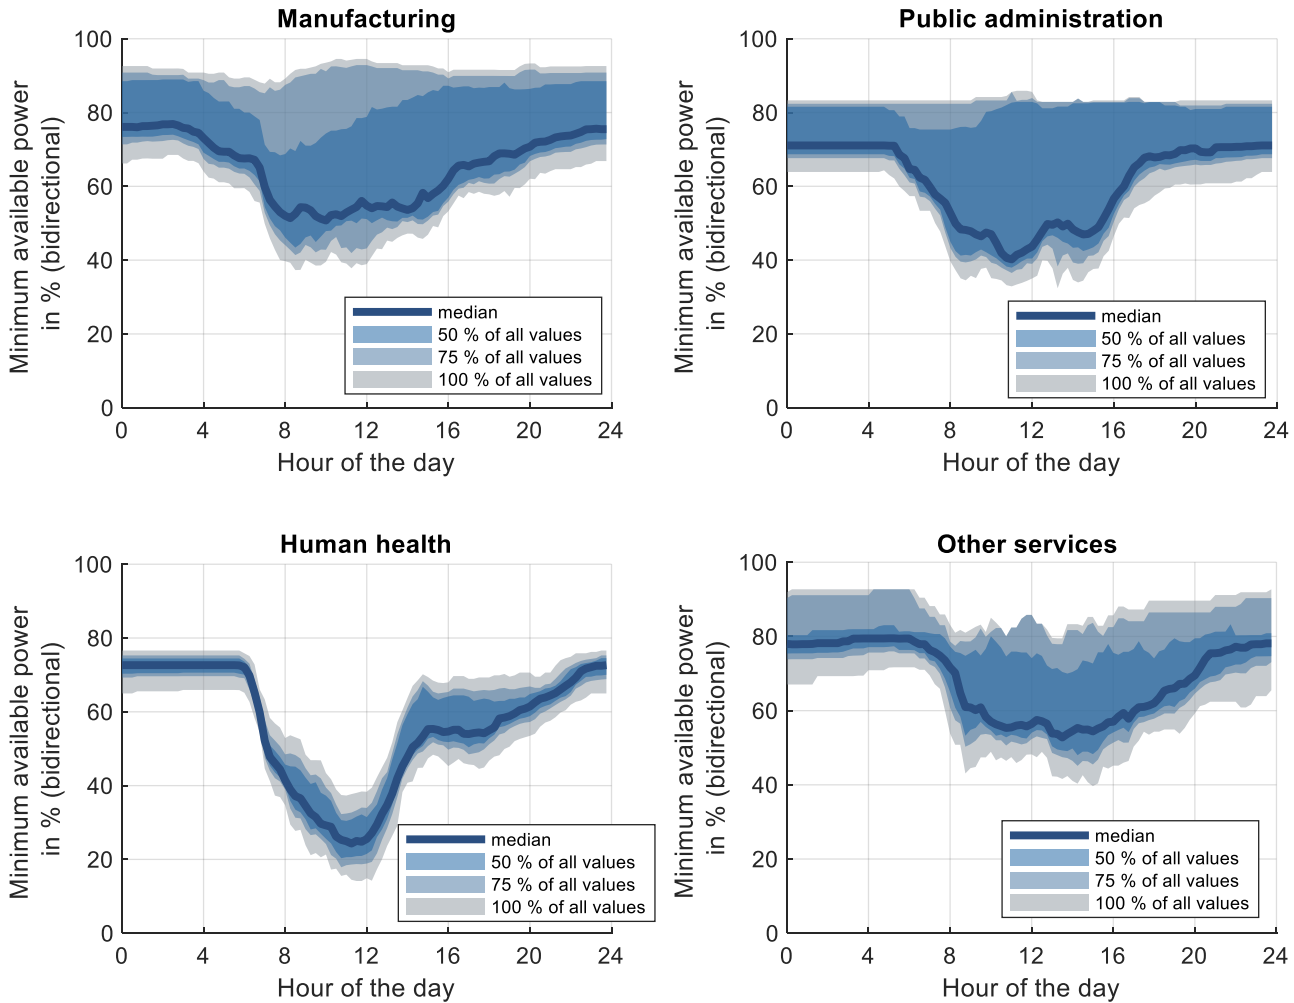 Manufacturing
100
80
60
40
20
0
0 4 8 12 16 20 24
Hour of the day
Minimum available power
in % (bidirectional)
median
50 % of all values
75 % of all values
100 % of all values
Public administration
100
80
60
40
20
0
0 4 8 12 16 20 24
Hour of the day
Minimum available power
in % (bidirectional)
median
50 % of all values
75 % of all values
100 % of all values
Human health
100
80
60
40
20
0
0 4 8 12 16 20 24
Hour of the day
Minimum available power
in % (bidirectional)
median
50 % of all values
75 % of all values
100 % of all values
Other services
100
80
60
40
20
0
0 4 8 12 16 20 24
Hour of the day
Minimum available power
in % (bidirectional)
median
50 % of all values
75 % of all values
100 % of all values